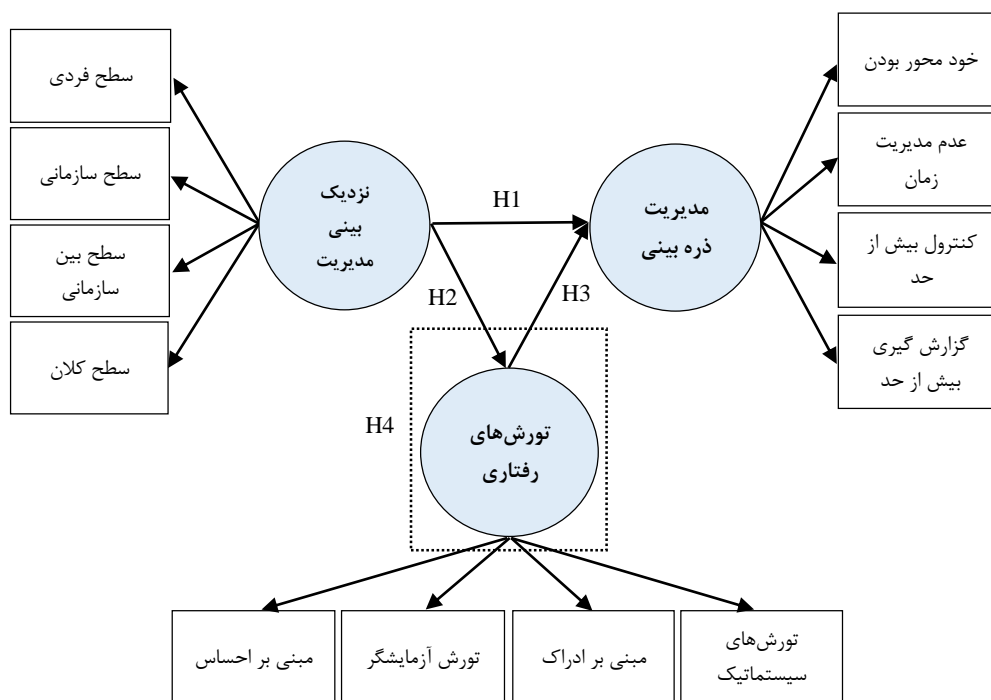 خود محور بودن
عدم مدیریت
زمان
کنترول بیش از
حد
گزارش گیری
بیش از حد
مدیریت
ذره بینی
H1
نزدیک
بینی
مدیریت
سطح فردی
سطح سازمانی
سطح بین
سازمانی
سطح کلان
H3
H2
H4
تورش‌های
رفتاری
تورش‌های
سیستماتیک
مبنی بر ادراک
تورش آزمایشگر
مبنی بر احساس